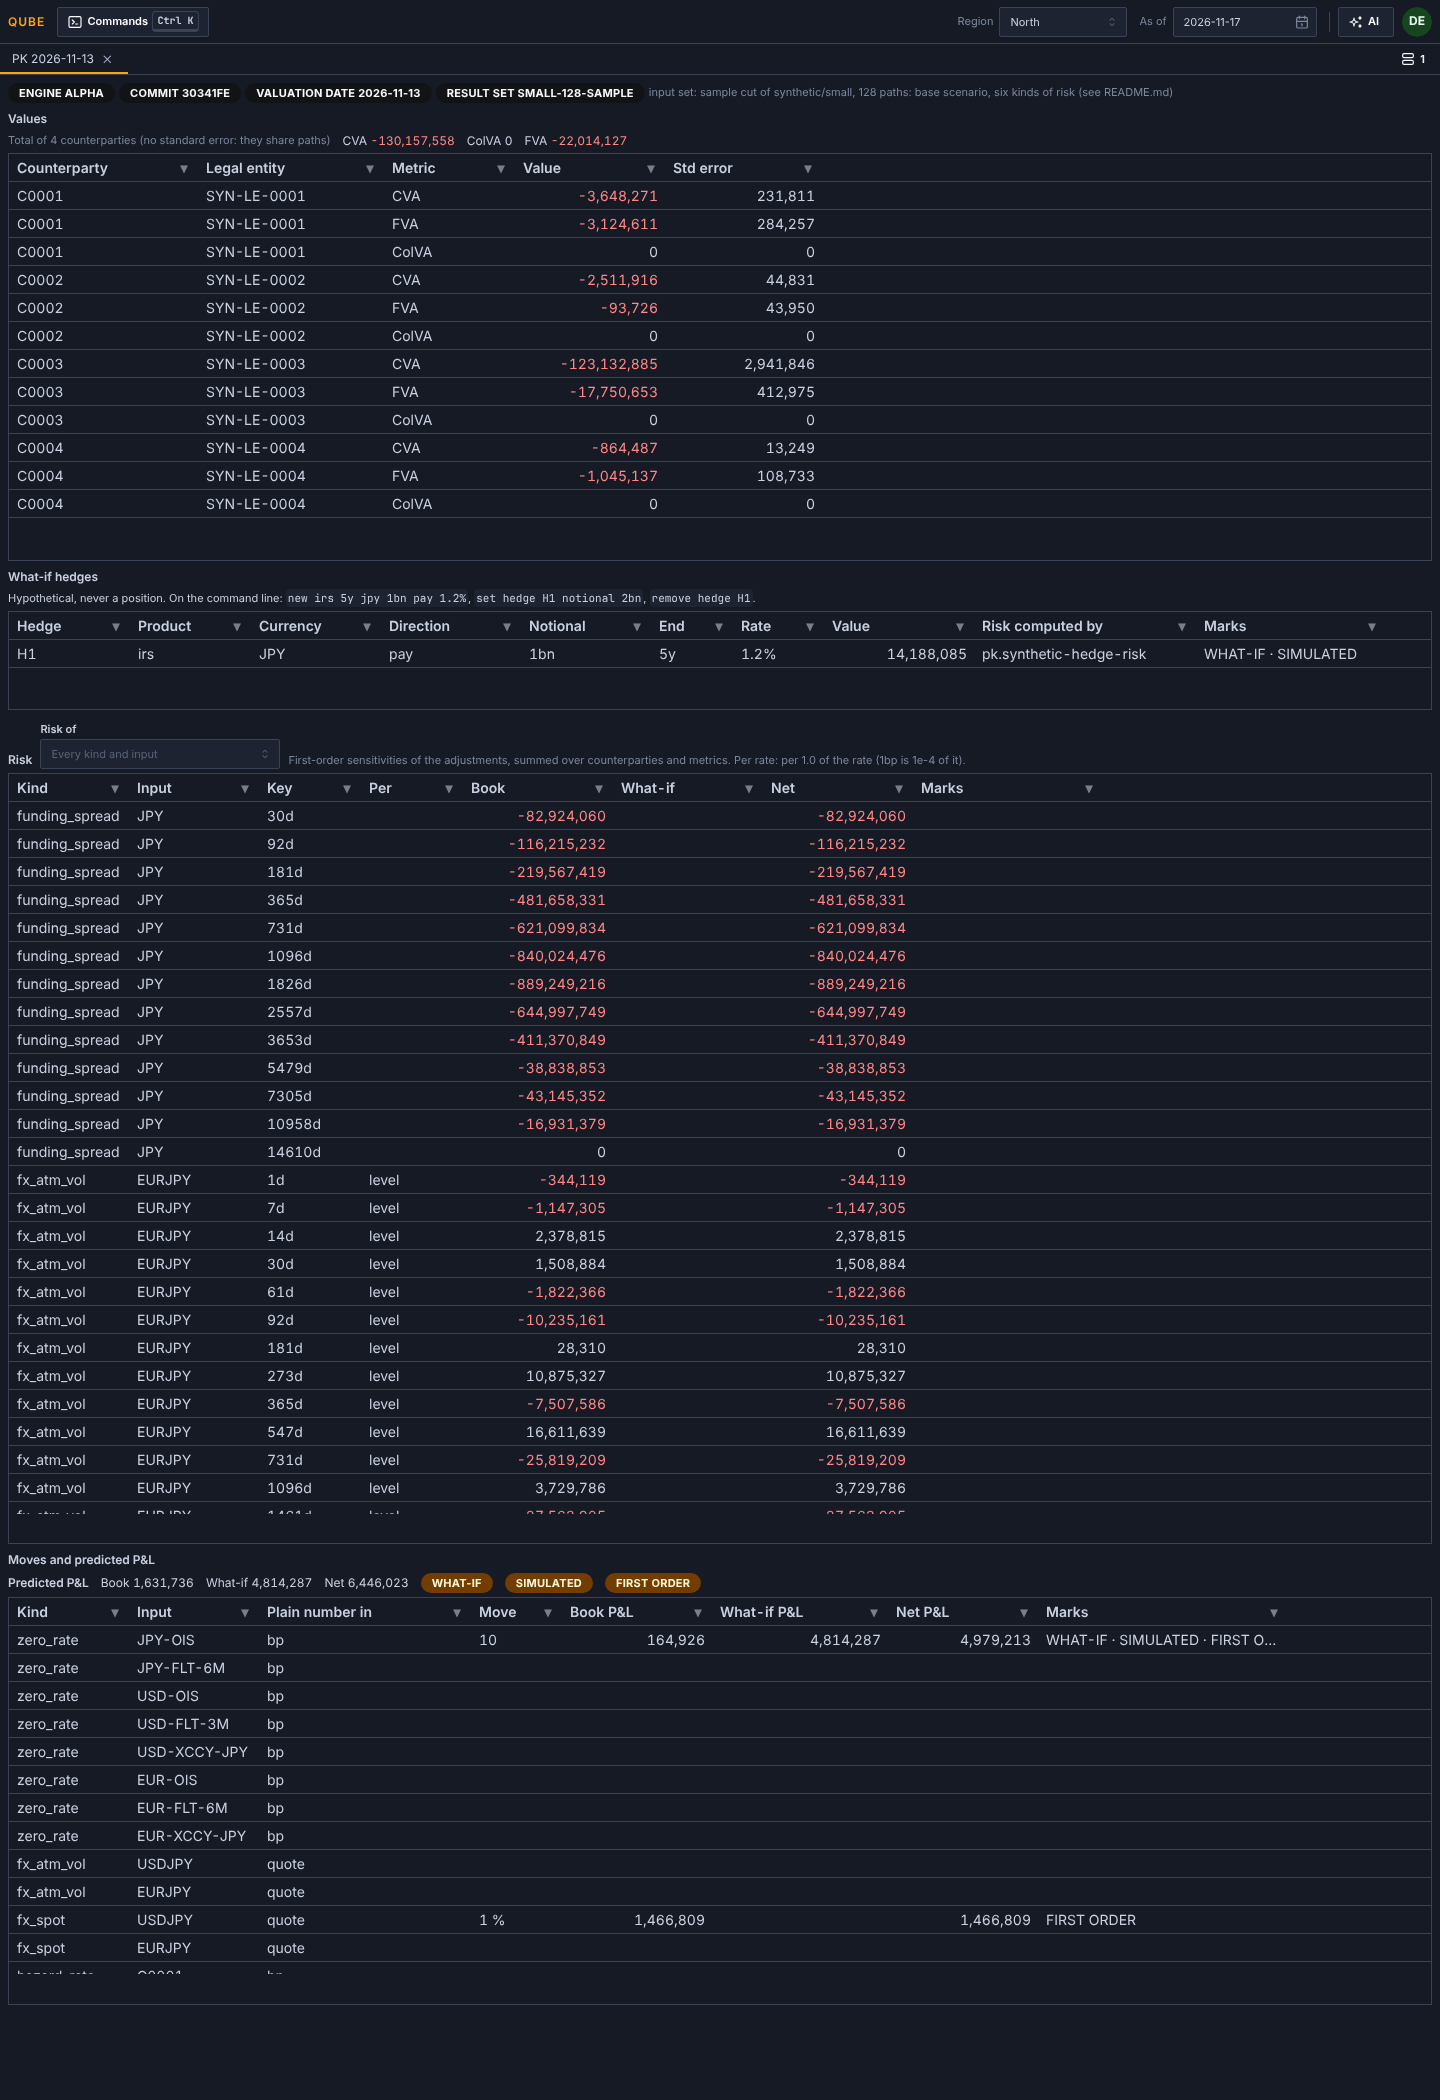 QUBE Commands Ctrl K Region North As of 2026-11-17 AI DE
PK 2026-11-13 1
ENGINE ALPHA COMMIT 30341FE VALUATION DATE 2026-11-13 RESULT SET SMALL-128-SAMPLE input set: sample cut of synthetic/small, 128 paths: base scenario, six kinds of risk (see README.md)
Values
Total of 4 counterparties (no standard error: they share paths) CVA -130,157,558 ColVA 0 FVA -22,014,127
Counterparty Legal entity Metric Value Std error
C0001 SYN-LE-0001 CVA -3,648,271 231,811
C0001 SYN-LE-0001 FVA -3,124,611 284,257
C0001 SYN-LE-0001 ColVA 0 0
C0002 SYN-LE-0002 CVA -2,511,916 44,831
C0002 SYN-LE-0002 FVA -93,726 43,950
C0002 SYN-LE-0002 ColVA 0 0
C0003 SYN-LE-0003 CVA -123,132,885 2,941,846
C0003 SYN-LE-0003 FVA -17,750,653 412,975
C0003 SYN-LE-0003 ColVA 0 0
C0004 SYN-LE-0004 CVA -864,487 13,249
C0004 SYN-LE-0004 FVA -1,045,137 108,733
C0004 SYN-LE-0004 ColVA 0 0
What-if hedges
Hypothetical, never a position. On the command line: new irs 5y jpy 1bn pay 1.2%, set hedge H1 notional 2bn, remove hedge H1.
Hedge Product Currency Direction Notional End Rate Value Risk computed by Marks
H1 irs JPY pay 1bn 5y 1.2% 14,188,085 pk.synthetic-hedge-risk WHAT-IF · SIMULATED
Risk of
Risk Every kind and input First-order sensitivities of the adjustments, summed over counterparties and metrics. Per rate: per 1.0 of the rate (1bp is 1e-4 of it).
Kind Input Key Per Book What-if Net Marks
funding_spread JPY 30d -82,924,060 -82,924,060
funding_spread JPY 92d -116,215,232 -116,215,232
funding_spread JPY 181d -219,567,419 -219,567,419
funding_spread JPY 365d -481,658,331 -481,658,331
funding_spread JPY 731d -621,099,834 -621,099,834
funding_spread JPY 1096d -840,024,476 -840,024,476
funding_spread JPY 1826d -889,249,216 -889,249,216
funding_spread JPY 2557d -644,997,749 -644,997,749
funding_spread JPY 3653d -411,370,849 -411,370,849
funding_spread JPY 5479d -38,838,853 -38,838,853
funding_spread JPY 7305d -43,145,352 -43,145,352
funding_spread JPY 10958d -16,931,379 -16,931,379
funding_spread JPY 14610d 0 0
fx_atm_vol EURJPY 1d level -344,119 -344,119
fx_atm_vol EURJPY 7d level -1,147,305 -1,147,305
fx_atm_vol EURJPY 14d level 2,378,815 2,378,815
fx_atm_vol EURJPY 30d level 1,508,884 1,508,884
fx_atm_vol EURJPY 61d level -1,822,366 -1,822,366
fx_atm_vol EURJPY 92d level -10,235,161 -10,235,161
fx_atm_vol EURJPY 181d level 28,310 28,310
fx_atm_vol EURJPY 273d level 10,875,327 10,875,327
fx_atm_vol EURJPY 365d level -7,507,586 -7,507,586
fx_atm_vol EURJPY 547d level 16,611,639 16,611,639
fx_atm_vol EURJPY 731d level -25,819,209 -25,819,209
fx_atm_vol EURJPY 1096d level 3,729,786 3,729,786
Moves and predicted P&L
Predicted P&L Book 1,631,736 What-if 4,814,287 Net 6,446,023 WHAT-IF SIMULATED FIRST ORDER
Kind Input Plain number in Move Book P&L What-if P&L Net P&L Marks
zero_rate JPY-OIS bp 10 164,926 4,814,287 4,979,213 WHAT-IF · SIMULATED · FIRST O...
zero_rate JPY-FLT-6M bp
zero_rate USD-OIS bp
zero_rate USD-FLT-3M bp
zero_rate USD-XCCY-JPY bp
zero_rate EUR-OIS bp
zero_rate EUR-FLT-6M bp
zero_rate EUR-XCCY-JPY bp
fx_atm_vol USDJPY quote
fx_atm_vol EURJPY quote
fx_spot USDJPY quote 1 % 1,466,809 1,466,809 FIRST ORDER
fx_spot EURJPY quote